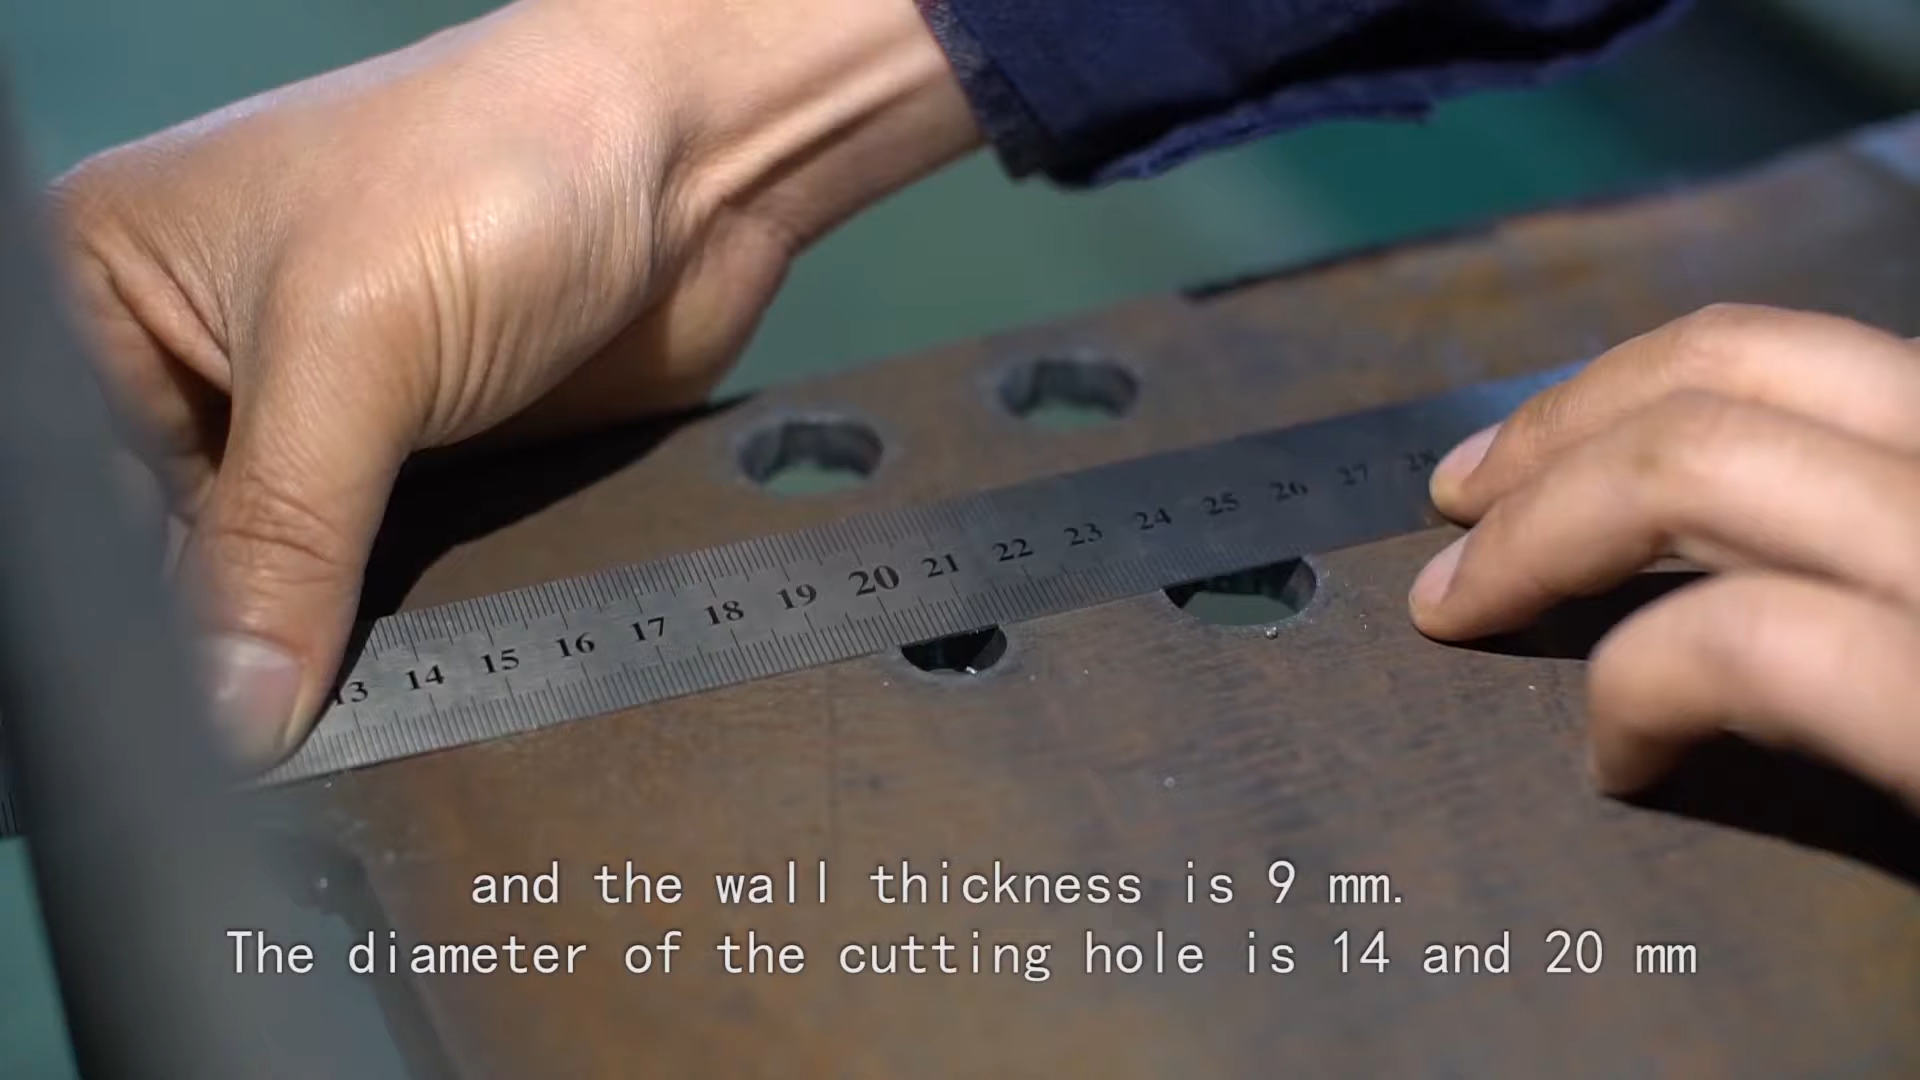 13 14 15 16 17 18 19 20 21 22 23 24 25 26 27 28
and the wall thickness is 9 mm.
The diameter of the cutting hole is 14 and 20 mm